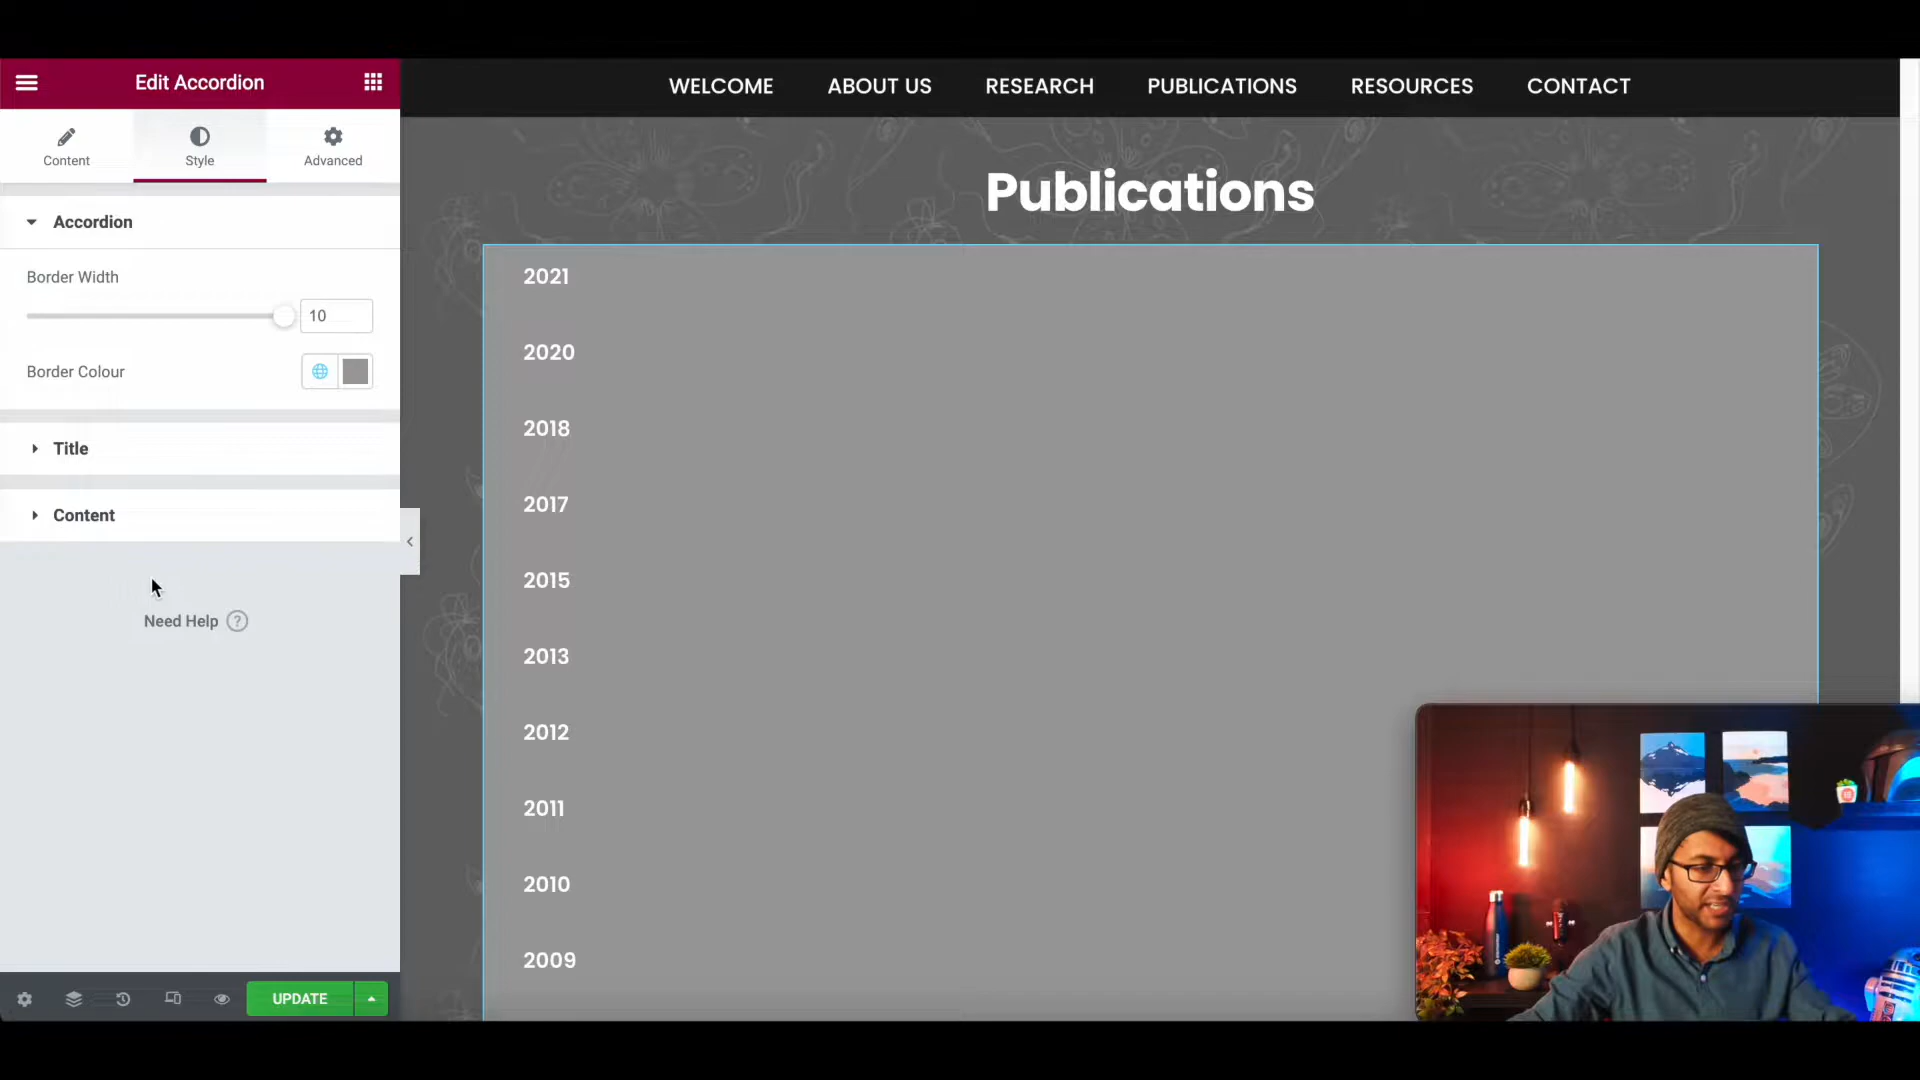 Edit Accordion
Content
Style
Advanced
Accordion
Border Width
10
Border Colour
Title
Content
Need Help ?
UPDATE
WELCOME ABOUT US RESEARCH PUBLICATIONS RESOURCES CONTACT
Publications
2021
2020
2018
2017
2015
2013
2012
2011
2010
2009